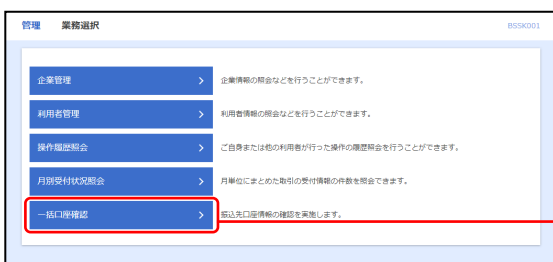 管理 業務選択 BSSK001
企業管理 企業情報の照会などを行うことができます。
利用者管理 利用者情報の照会などを行うことができます。
操作履歴照会 ご自身または他の利用者が行った操作の履歴照会を行うことができます。
月別受付状況照会 月単位にまとめた取引の受付情報の件数を照会できます。
一括口座確認 振込先口座情報の確認を実施します。